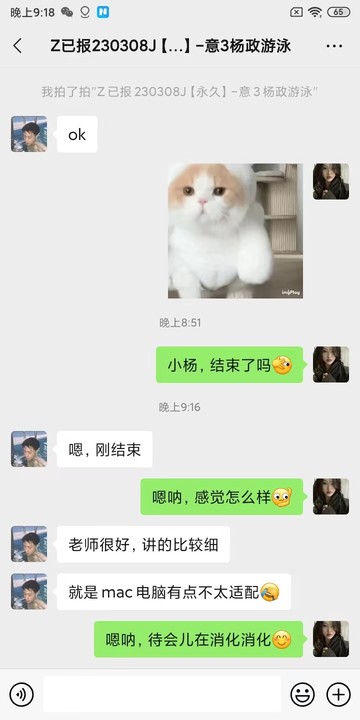 晚上9:18
65
Z已报230308J【...】-意3杨政游泳
我拍了拍"Z已报230308J【永久】-意3杨政游泳"
ok
imgPlay
晚上8:51
小杨，结束了吗
晚上9:16
嗯，刚结束
嗯呐，感觉怎么样
老师很好，讲的比较细
就是mac电脑有点不太适配
嗯呐，待会儿在消化消化